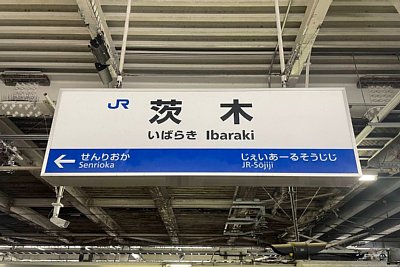 JR 茨木
いばらき Ibaraki
← せんりおか じぇいあーるそうじじ
Senrioka JR-Sōjiji